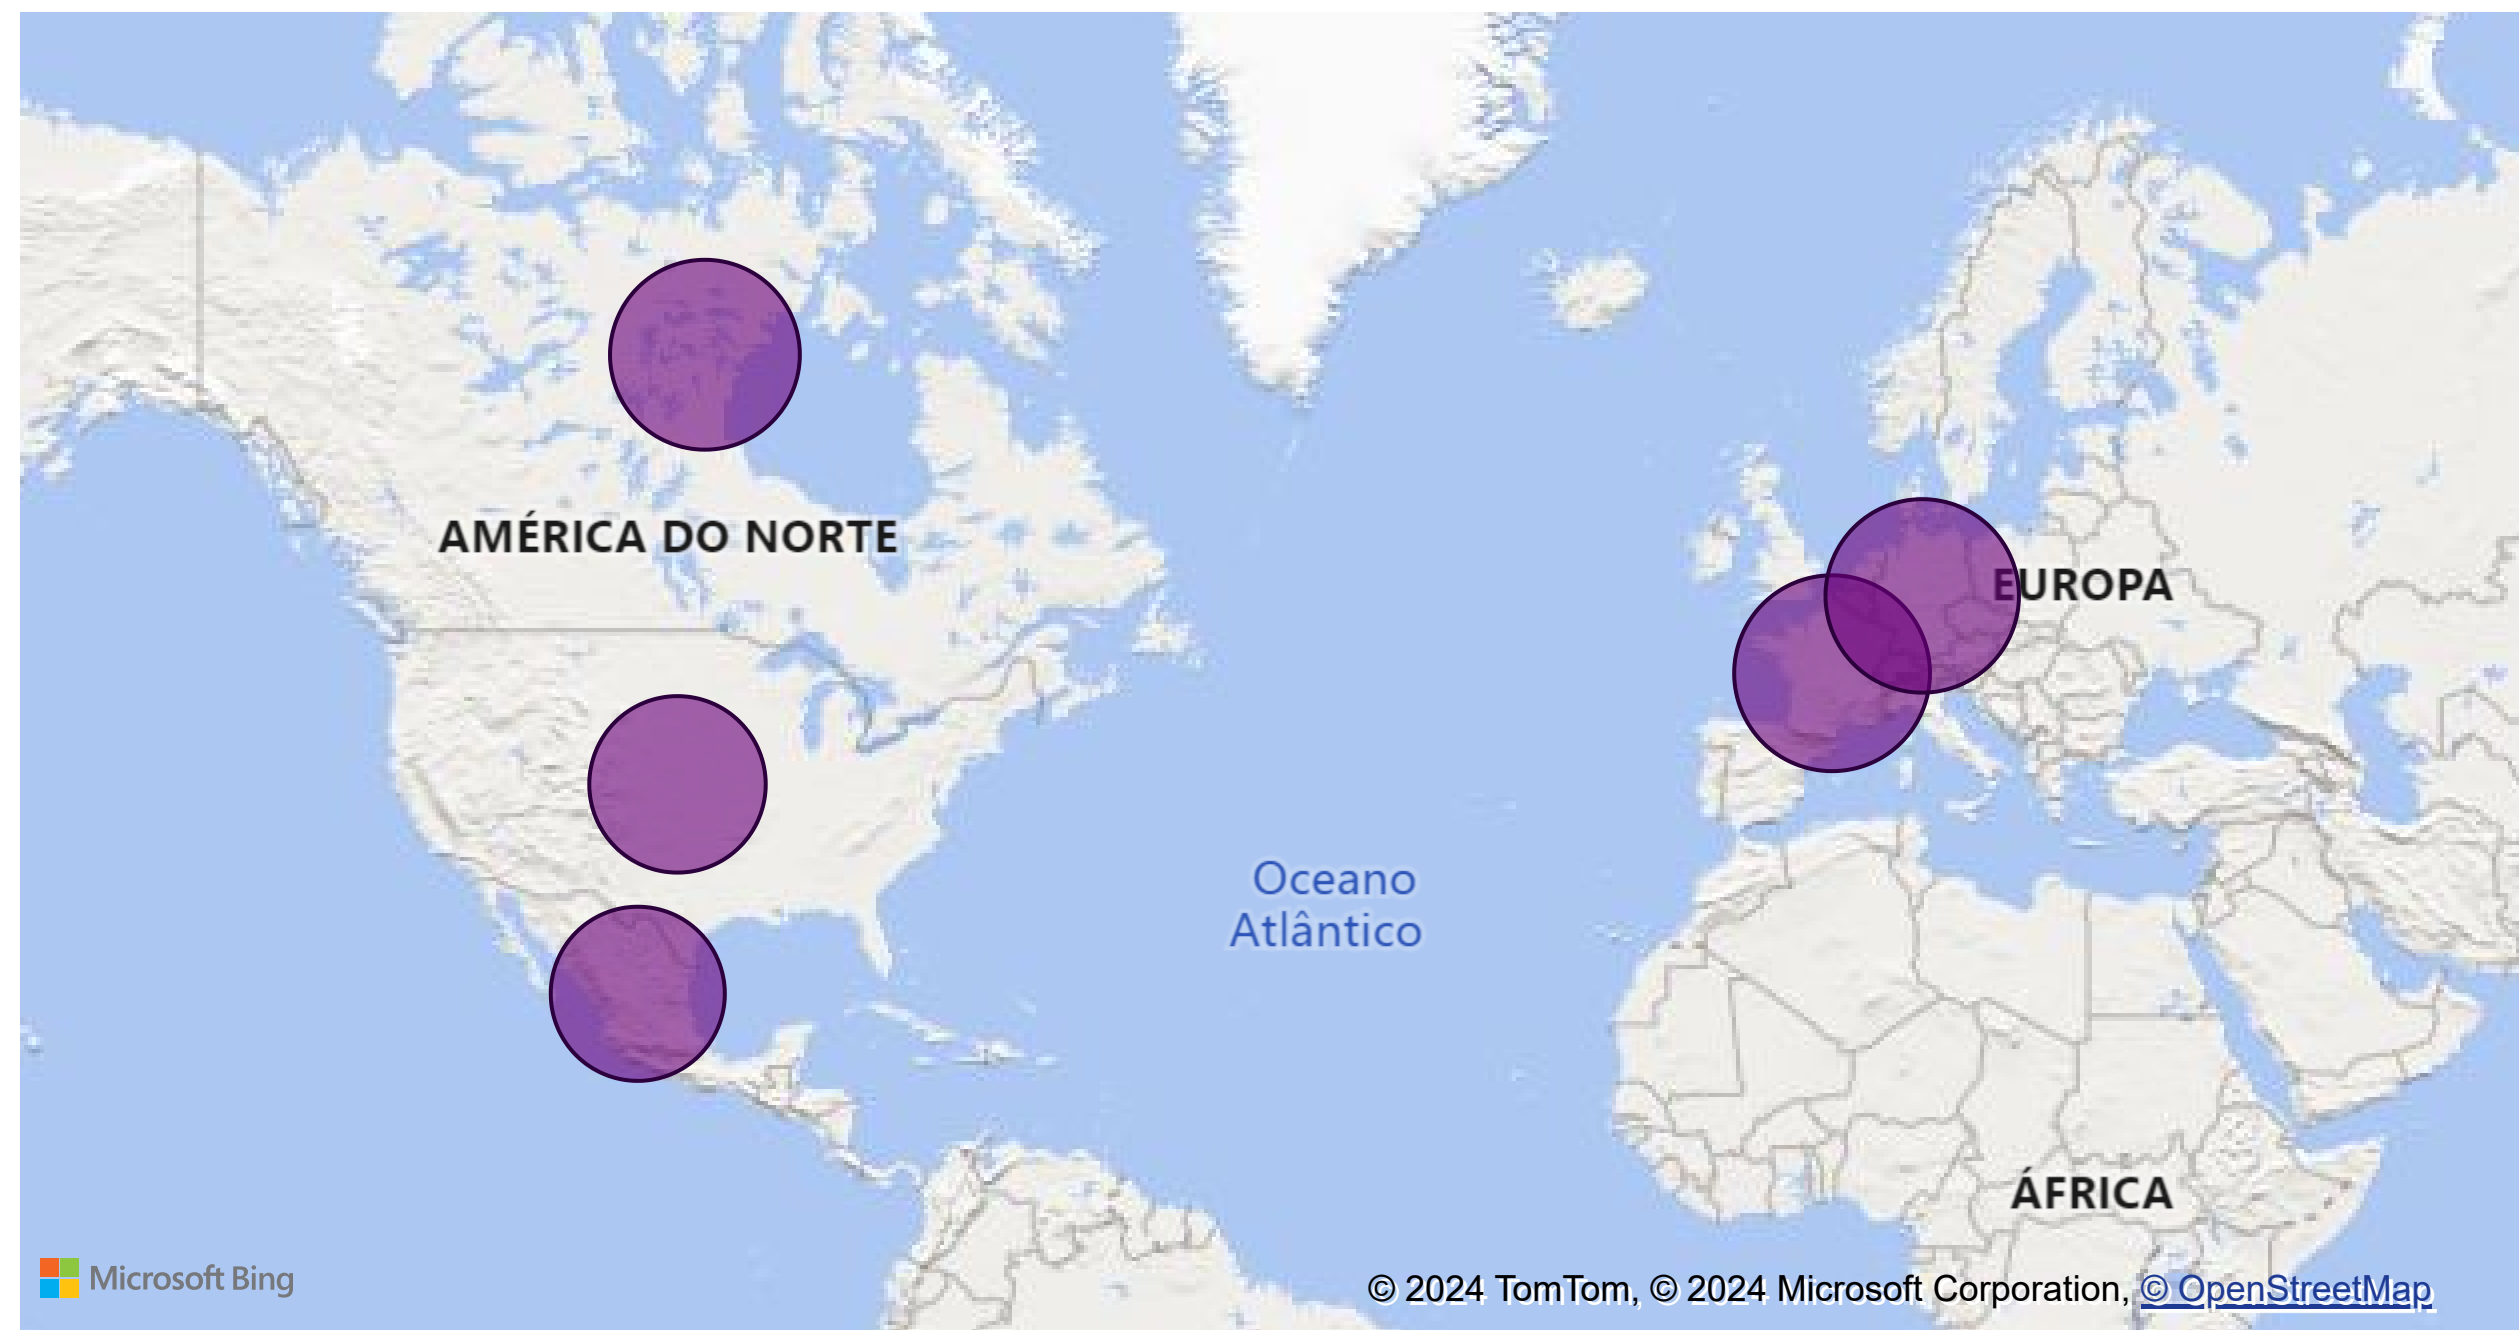 AMÉRICA DO NORTE
EUROPA
Oceano
Atlântico
ÁFRICA
Microsoft Bing
© 2024 TomTom, © 2024 Microsoft Corporation, © OpenStreetMap